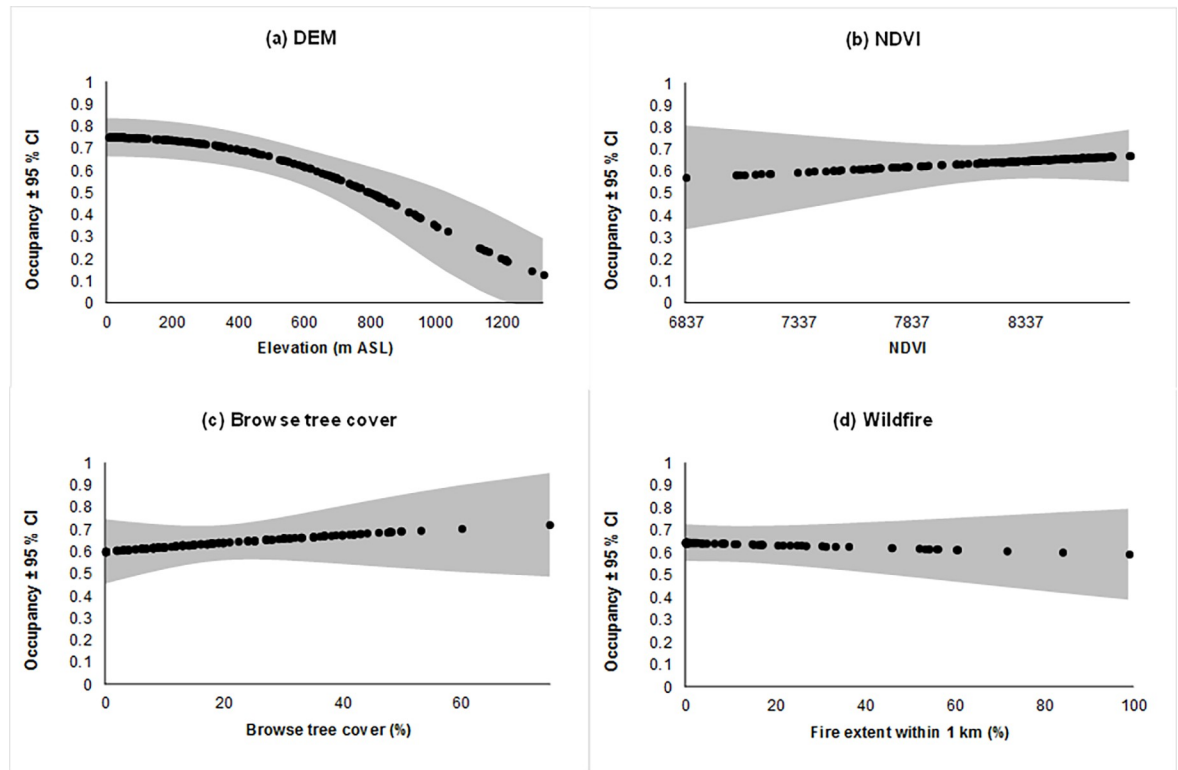 (a) DEM
Occupancy ± 95 % CI
1
0.9
0.8
0.7
0.6
0.5
0.4
0.3
0.2
0.1
0
0 200 400 600 800 1000 1200
Elevation (m ASL)
(b) NDVI
Occupancy ± 95 % CI
1
0.9
0.8
0.7
0.6
0.5
0.4
0.3
0.2
0.1
0
6837 7337 7837 8337
NDVI
(c) Browse tree cover
Occupancy ± 95 % CI
1
0.9
0.8
0.7
0.6
0.5
0.4
0.3
0.2
0.1
0
0 20 40 60
Browse tree cover (%)
(d) Wildfire
Occupancy ± 95 % CI
1
0.9
0.8
0.7
0.6
0.5
0.4
0.3
0.2
0.1
0
0 20 40 60 80 100
Fire extent within 1 km (%)